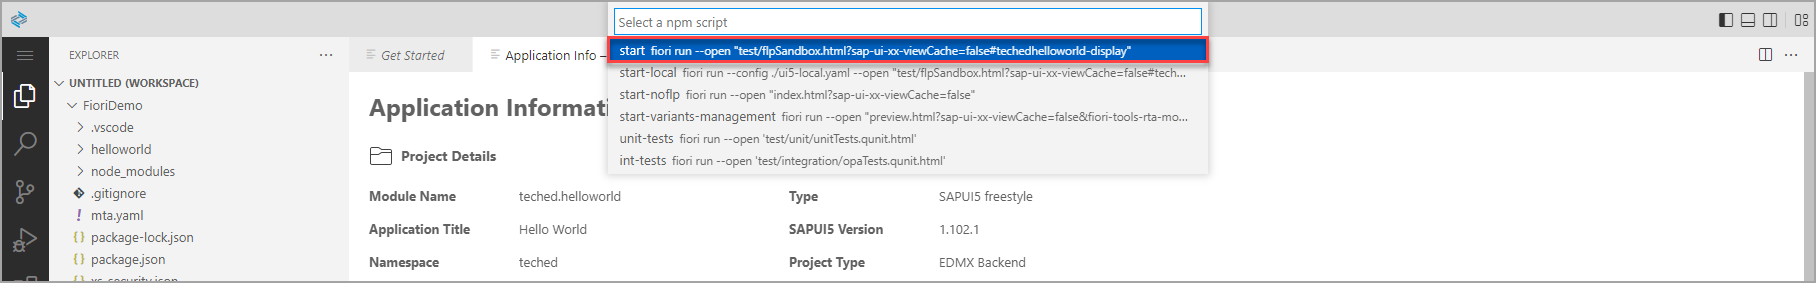 Select a npm script
start fiori run --open "test/flpSandbox.html?sap-ui-xx-viewCache=false#techedhelloworld-display"
start-local fiori run --config ./ui5-local.yaml --open "test/flpSandbox.html?sap-ui-xx-viewCache=false#tech...
start-noflp fiori run --open "index.html?sap-ui-xx-viewCache=false"
start-variants-management fiori run --open "preview.html?sap-ui-xx-viewCache=false&fiori-tools-rta-mo...
unit-tests fiori run --open 'test/unit/unitTests.qunit.html'
int-tests fiori run --open 'test/integration/opaTests.qunit.html'
EXPLORER ...
UNTITLED (WORKSPACE)
FioriDemo
.vscode
helloworld
node_modules
.gitignore
mta.yaml
package-lock.json
package.json
xs-security.json
Get Started
Application Info –
Application Informat
Project Details
Module Name teched.helloworld Type SAPUI5 freestyle
Application Title Hello World SAPUI5 Version 1.102.1
Namespace teched Project Type EDMX Backend